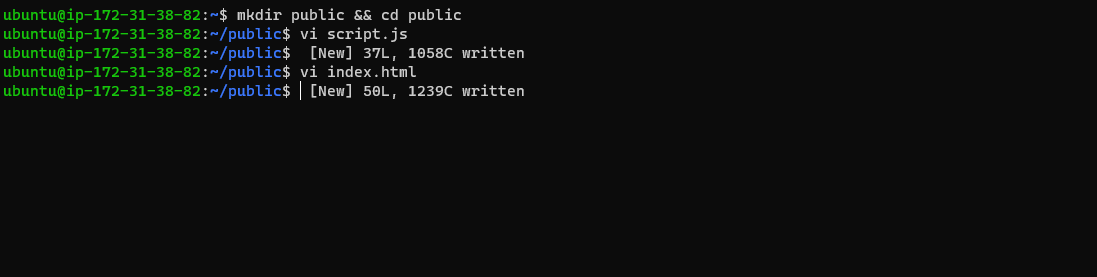 ubuntu@ip-172-31-38-82:~$ mkdir public && cd public
ubuntu@ip-172-31-38-82:~/public$ vi script.js
ubuntu@ip-172-31-38-82:~/public$  [New] 37L, 1058C written
ubuntu@ip-172-31-38-82:~/public$ vi index.html
ubuntu@ip-172-31-38-82:~/public$  [New] 50L, 1239C written